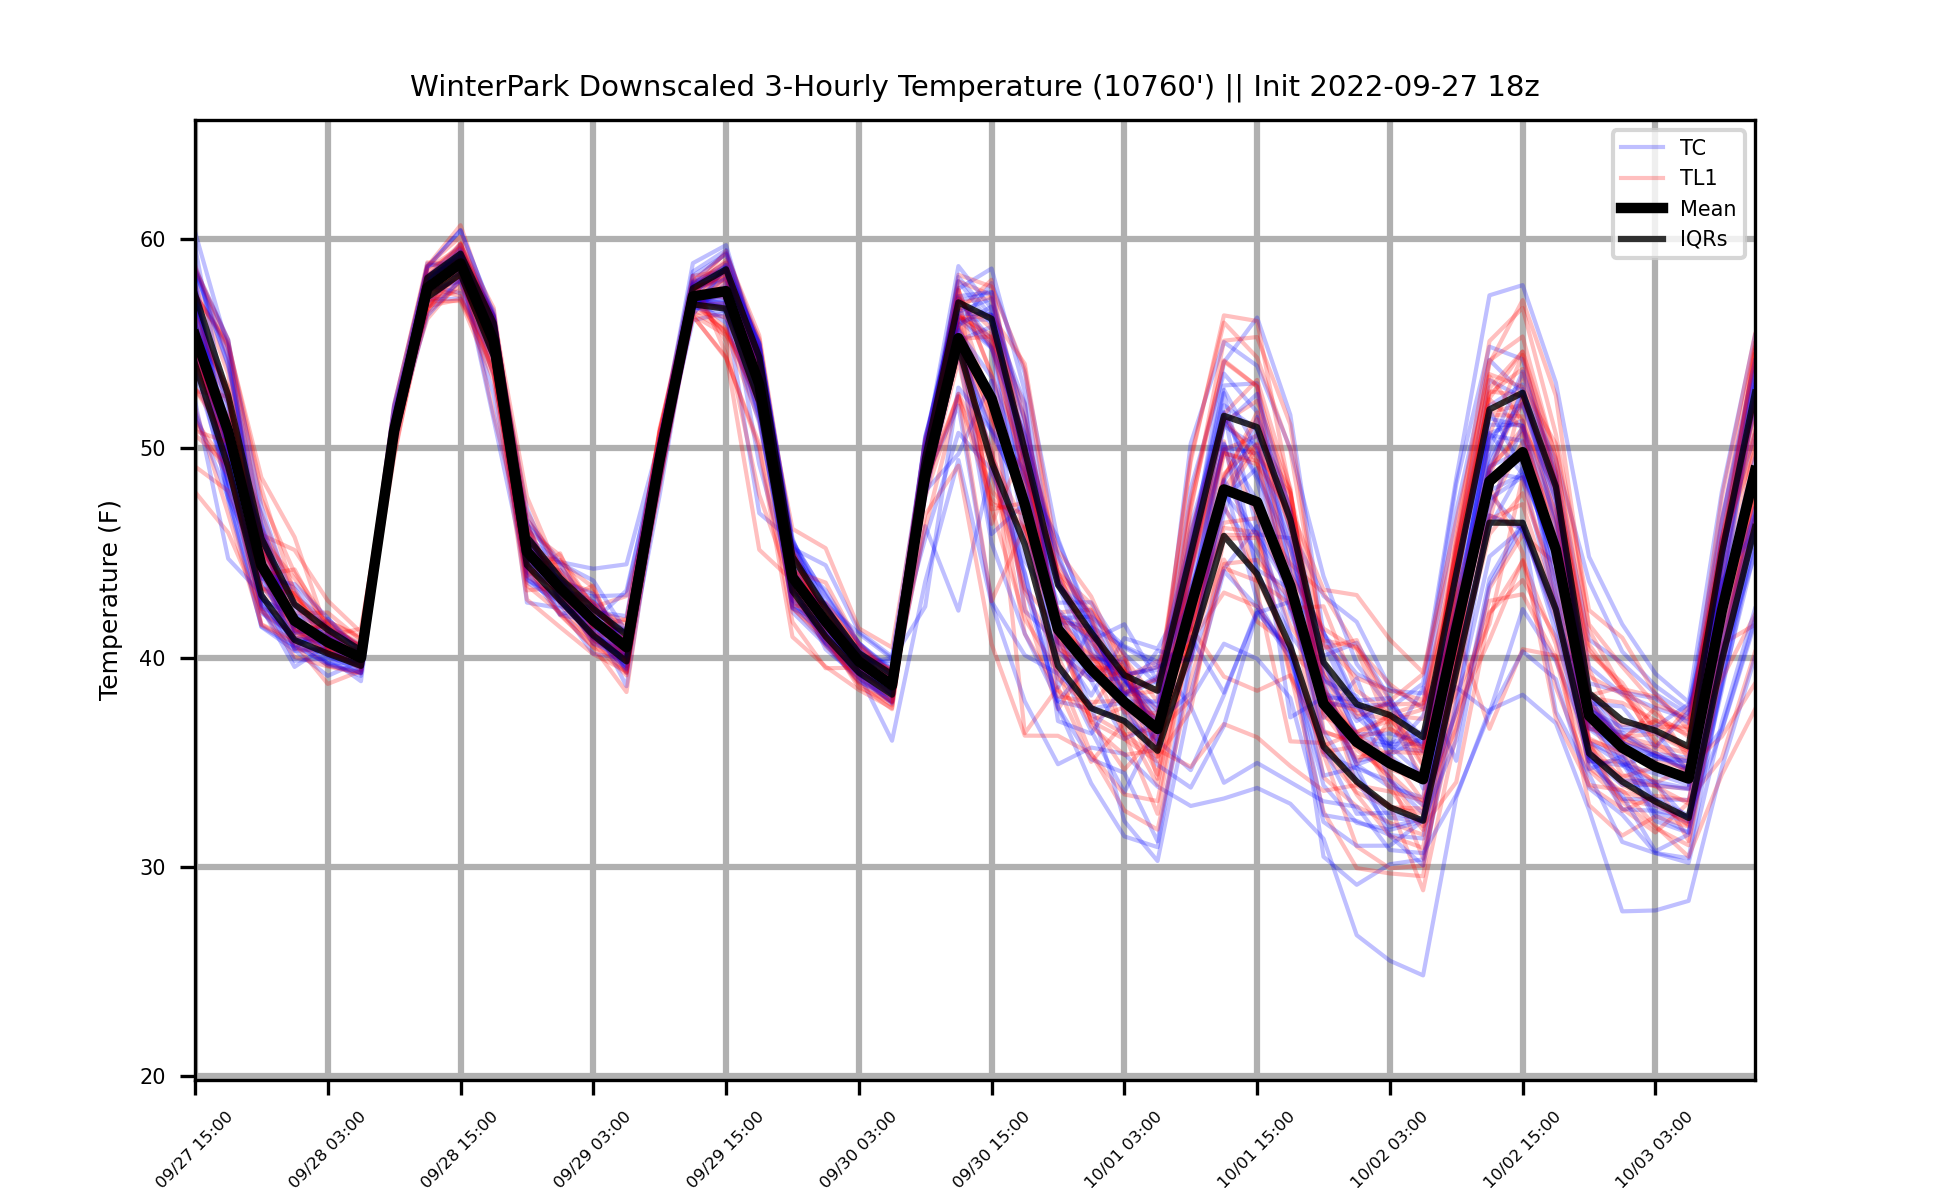 WinterPark Downscaled 3-Hourly Temperature (10760') || Init 2022-09-27 18z
TC
TL1
Mean
IQRs
Temperature (F)
60
50
40
30
20
09/27 15:00
09/28 03:00
09/28 15:00
09/29 03:00
09/29 15:00
09/30 03:00
09/30 15:00
10/01 03:00
10/01 15:00
10/02 03:00
10/02 15:00
10/03 03:00